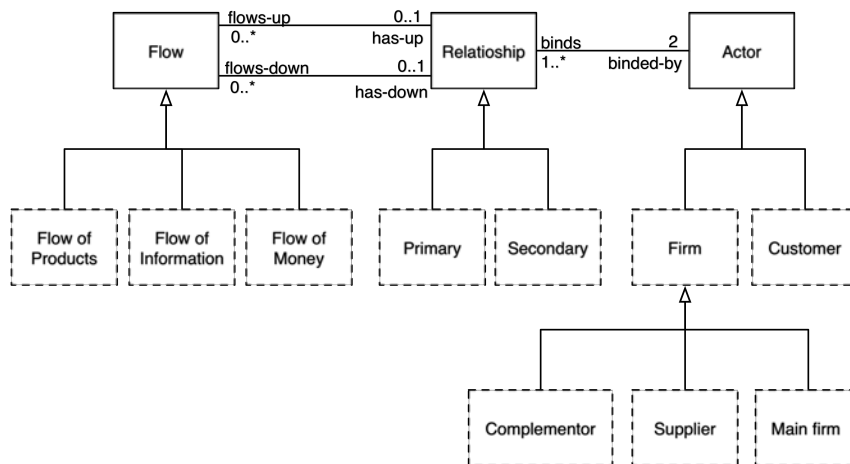 flows-up
0..1
Flow
0..*
has-up
flows-down
0..1
0..*
has-down
Relatioship
binds
2
1..*
binded-by
Actor
Flow of
Products
Flow of
Information
Flow of
Money
Primary
Secondary
Firm
Customer
Complementor
Supplier
Main firm